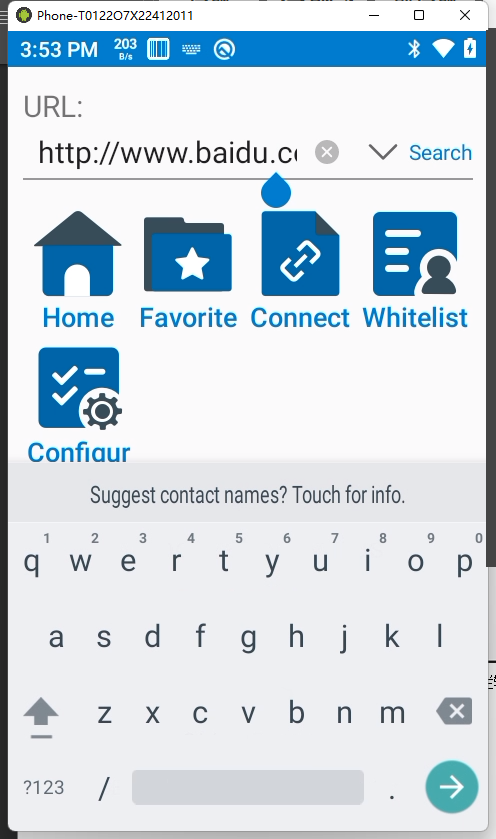 Phone-T0122O7X22412011
3:53 PM 203 B/s
URL:
http://www.baidu.c
Search
Home Favorite Connect Whitelist
Configur
Suggest contact names? Touch for info.
1 2 3 4 5 6 7 8 9 0
q w e r t y u i o p
a s d f g h j k l
z x c v b n m
?123 / .